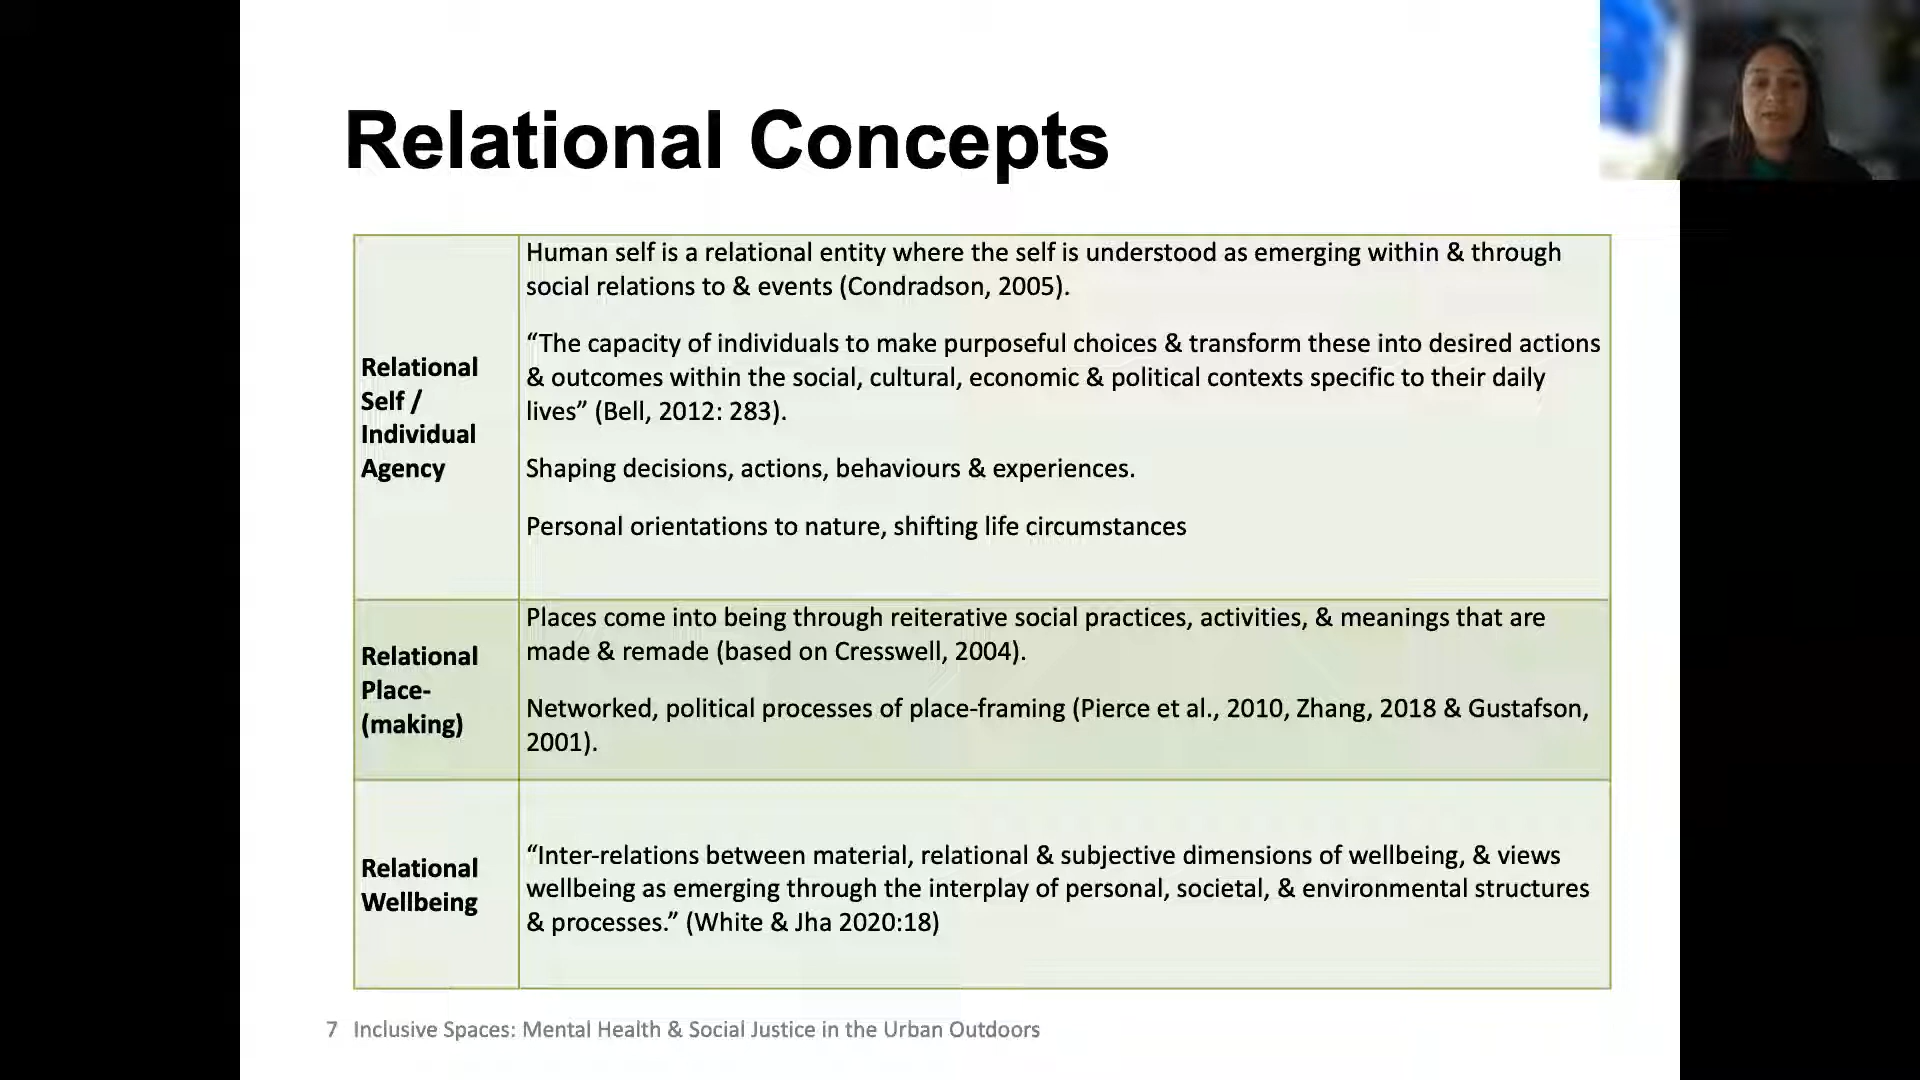 Relational Concepts
Relational
Self /
Individual
Agency
Human self is a relational entity where the self is understood as emerging within & through
social relations to & events (Condradson, 2005).
“The capacity of individuals to make purposeful choices & transform these into desired actions
& outcomes within the social, cultural, economic & political contexts specific to their daily
lives” (Bell, 2012: 283).
Shaping decisions, actions, behaviours & experiences.
Personal orientations to nature, shifting life circumstances
Relational
Place-
(making)
Places come into being through reiterative social practices, activities, & meanings that are
made & remade (based on Cresswell, 2004).
Networked, political processes of place-framing (Pierce et al., 2010, Zhang, 2018 & Gustafson,
2001).
Relational
Wellbeing
“Inter-relations between material, relational & subjective dimensions of wellbeing, & views
wellbeing as emerging through the interplay of personal, societal, & environmental structures
& processes.” (White & Jha 2020:18)
7 Inclusive Spaces: Mental Health & Social Justice in the Urban Outdoors